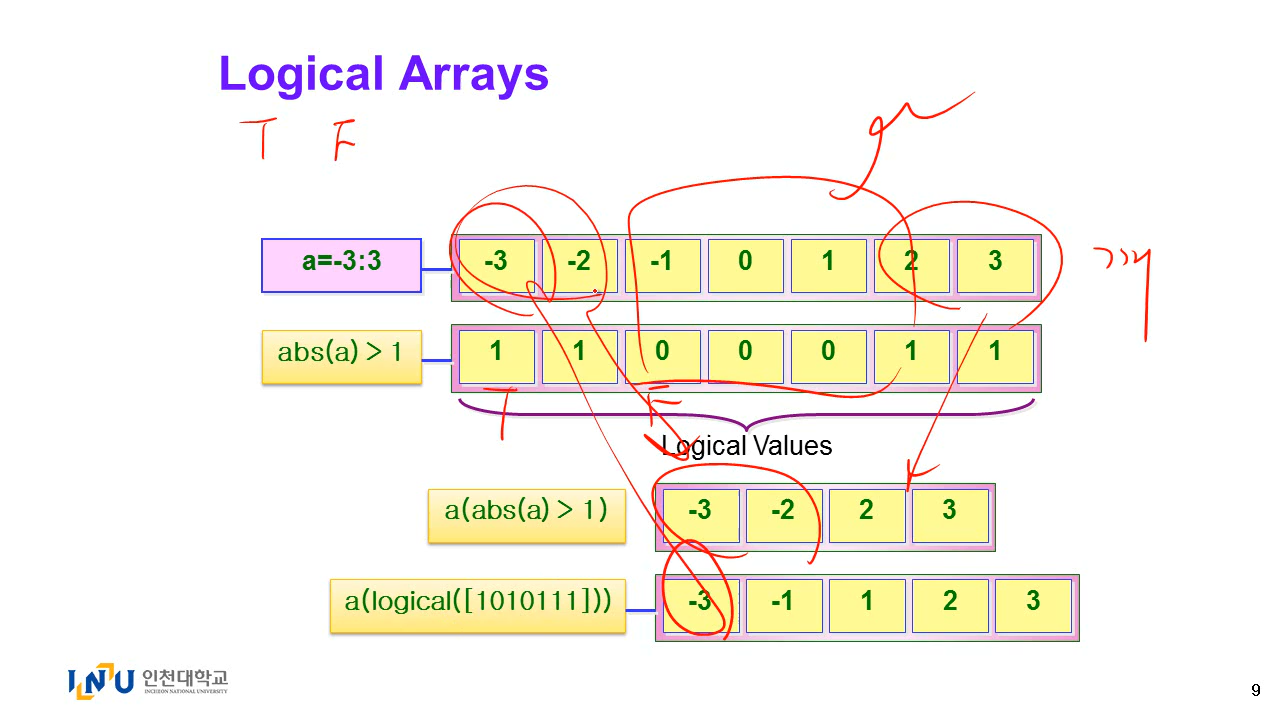 Logical Arrays
T F
a=-3:3
-3 -2 -1 0 1 2 3
abs(a) > 1
1 1 0 0 0 1 1
T F
Logical Values
a(abs(a) > 1)
-3 -2 2 3
a(logical([1010111]))
-3 -1 1 2 3
INU 인천대학교
INCHEON NATIONAL UNIVERSITY
9